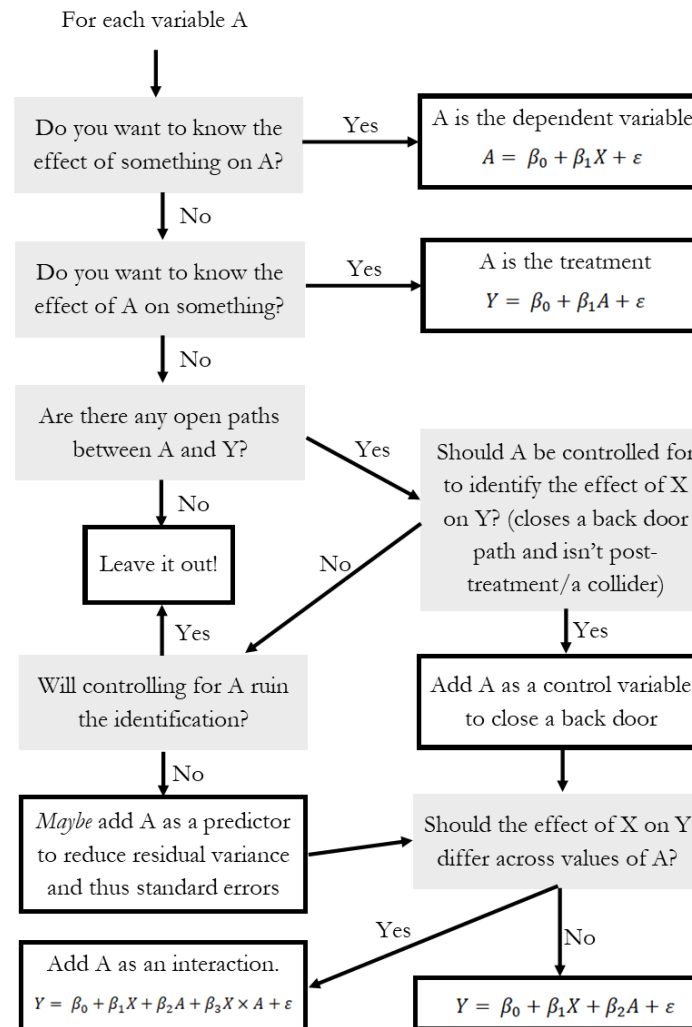 For each variable A
Do you want to know the
effect of something on A?
Yes
A is the dependent variable
A = β₀ + β₁X + ε
No
Do you want to know the
effect of A on something?
Yes
A is the treatment
Y = β₀ + β₁A + ε
No
Are there any open paths
between A and Y?
Yes
Should A be controlled for
to identify the effect of X
on Y? (closes a back door
path and isn't post-
treatment/a collider)
No
Leave it out!
No
Yes
Yes
Will controlling for A ruin
the identification?
Add A as a control variable
to close a back door
No
Maybe add A as a predictor
to reduce residual variance
and thus standard errors
Should the effect of X on Y
differ across values of A?
Yes
No
Add A as an interaction.
Y = β₀ + β₁X + β₂A + β₃X × A + ε
Y = β₀ + β₁X + β₂A + ε